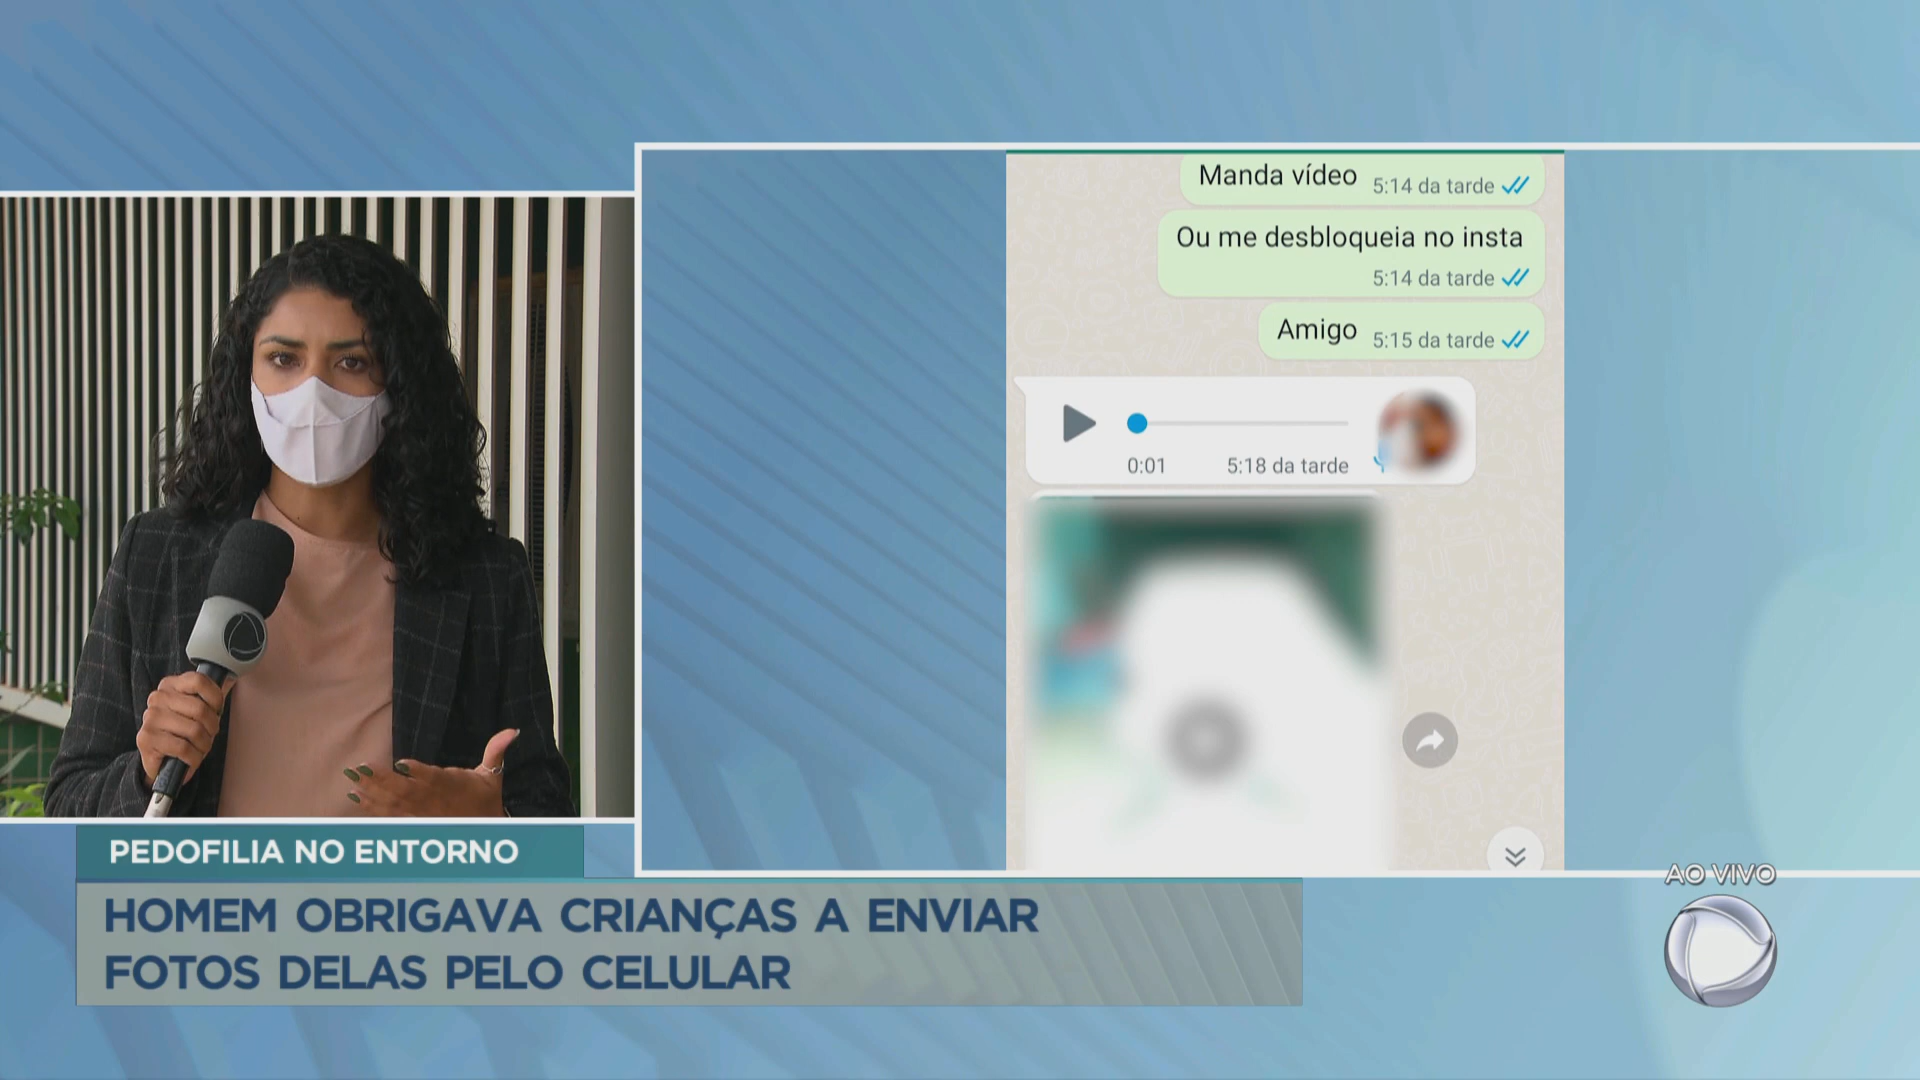 Manda vídeo 5:14 da tarde
Ou me desbloqueia no insta
5:14 da tarde
Amigo 5:15 da tarde
0:01 5:18 da tarde
PEDOFILIA NO ENTORNO
HOMEM OBRIGAVA CRIANÇAS A ENVIAR
FOTOS DELAS PELO CELULAR
AO VIVO